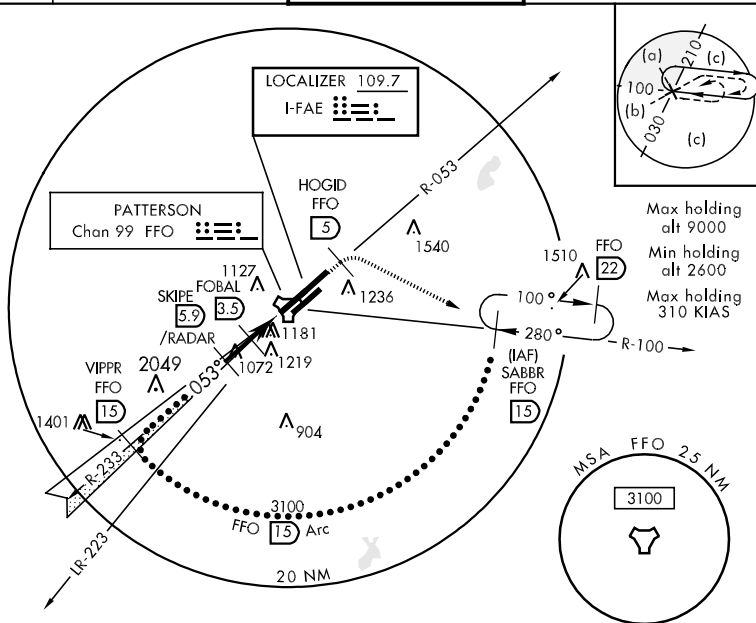 LOCALIZER 109.7
I-FAE
PATTERSON
Chan 99 FFO
(a)
(c)
210
100
(b)
030
(c)
HOGID
FFO
5
R-053
1540
Max holding
alt 9000
Min holding
alt 2600
Max holding
310 KIAS
1510
FFO
22
1127
FOBAL
3.5
SKIPE
5.9
/RADAR
1236
100°
280°
R-100
1181
1219
1072
053°
(IAF)
SABBR
FFO
15
VIPPR
FFO
15
2049
1401
904
R-233
LR-223
3100
FFO 15 Arc
20 NM
MSA FFO 25 NM
3100